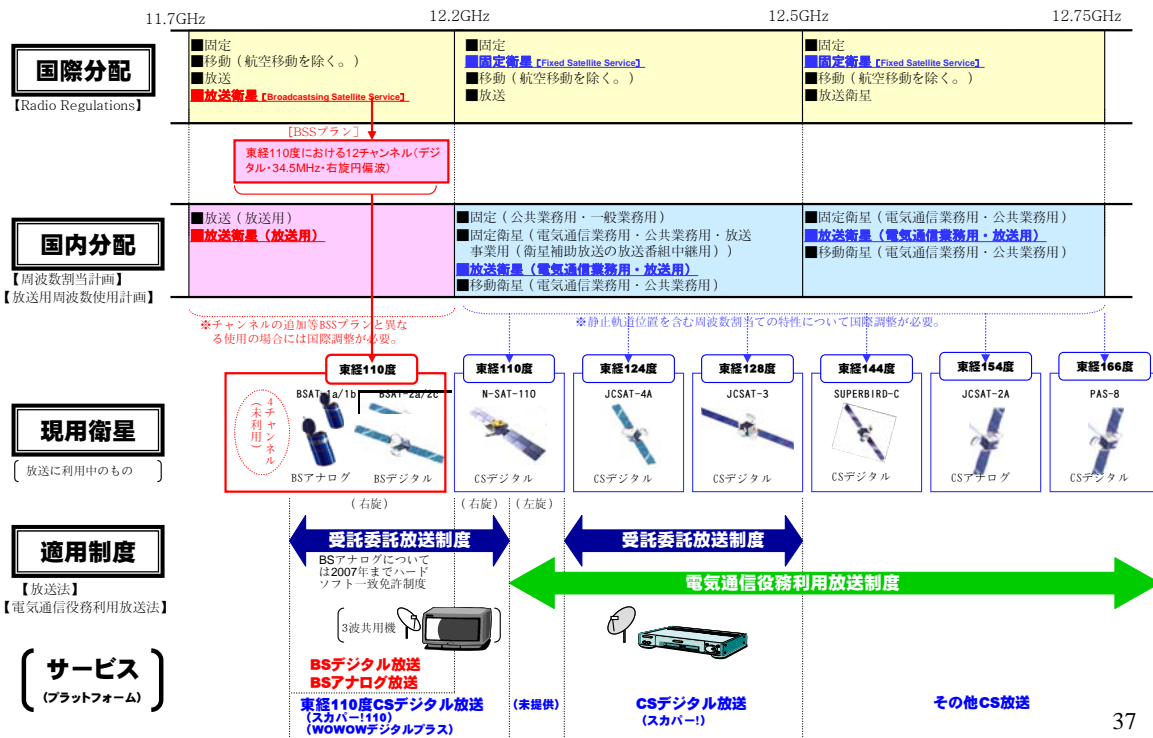 11.7GHz
12.2GHz
12.5GHz
12.75GHz
国際分配
【Radio Regulations】
■固定
■移動(航空移動を除く。)
■放送
■放送衛星【Broadcastsing Satellite Service】
■固定
■固定衛星【Fixed Satellite Service】
■移動(航空移動を除く。)
■放送
■固定
■固定衛星【Fixed Satellite Service】
■移動(航空移動を除く。)
■放送衛星
[BSSプラン]
東経110度における12チャンネル(デジ
タル・34.5MHz・右旋円偏波)
国内分配
【周波数割当計画】
【放送用周波数使用計画】
■放送(放送用)
■放送衛星(放送用)
■固定(公共業務用・一般業務用)
■固定衛星(電気通信業務用・公共業務用・放送
事業用(衛星補助放送の放送番組中継用))
■放送衛星(電気通信業務用・放送用)
■移動衛星(電気通信業務用・公共業務用)
■固定衛星(電気通信業務用・公共業務用)
■放送衛星(電気通信業務用・放送用)
■移動衛星(電気通信業務用・公共業務用)
※チャンネルの追加等BSSプランと異な
る使用の場合には国際調整が必要。
※静止軌道位置を含む周波数割当ての特性について国際調整が必要。
現用衛星
放送に利用中のもの
東経110度
東経110度
東経124度
東経128度
東経144度
東経154度
東経166度
BSAT-1a/1b
BSAT-2a/2c
N-SAT-110
JCSAT-4A
JCSAT-3
SUPERBIRD-C
JCSAT-2A
PAS-8
4チャンネル
(未利用)
BSアナログ
BSデジタル
CSデジタル
CSデジタル
CSデジタル
CSデジタル
CSアナログ
CSデジタル
(右旋)
(右旋)
(左旋)
適用制度
【放送法】
【電気通信役務利用放送法】
受託委託放送制度
受託委託放送制度
BSアナログについて
は2007年までハード
ソフト一致免許制度
電気通信役務利用放送制度
3波共用機
サービス
(プラットフォーム)
BSデジタル放送
BSアナログ放送
東経110度CSデジタル放送
(スカパー!110)
(WOWOWデジタルプラス)
(未提供)
CSデジタル放送
(スカパー!)
その他CS放送
37